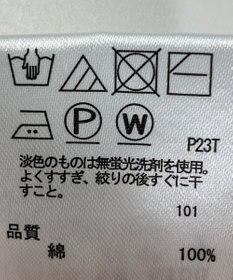 P
W
P23T
淡色のものは無蛍光洗剤を使用。
よくすすぎ、絞りの後すぐに干
すこと。
101
品質
綿 100%